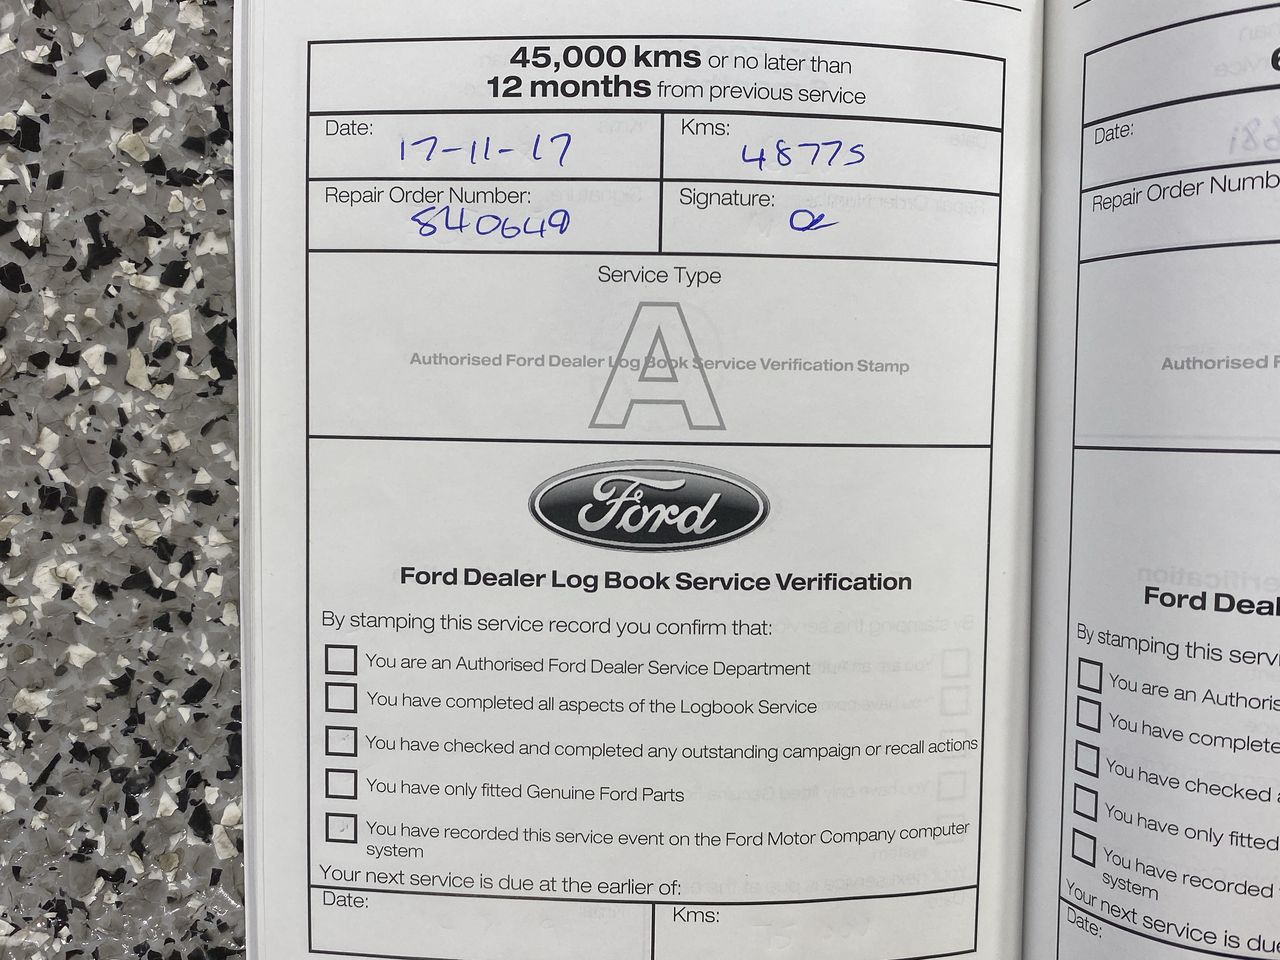 45,000 kms or no later than
12 months from previous service
Date:
17-11-17
Kms:
48775
Repair Order Number:
840649
Signature:
Service Type
A
Authorised Ford Dealer Log Book Service Verification Stamp
Ford
Ford Dealer Log Book Service Verification
By stamping this service record you confirm that:
You are an Authorised Ford Dealer Service Department
You have completed all aspects of the Logbook Service
You have checked and completed any outstanding campaign or recall actions
You have only fitted Genuine Ford Parts
You have recorded this service event on the Ford Motor Company computer
system
Your next service is due at the earlier of:
Date:
Kms:
6
Date:
Repair Order Numb
Authorised F
Ford Deal
By stamping this servi
You are an Authoris
You have complete
You have checked a
You have only fitted
You have recorded
system
Your next service is due
Date: